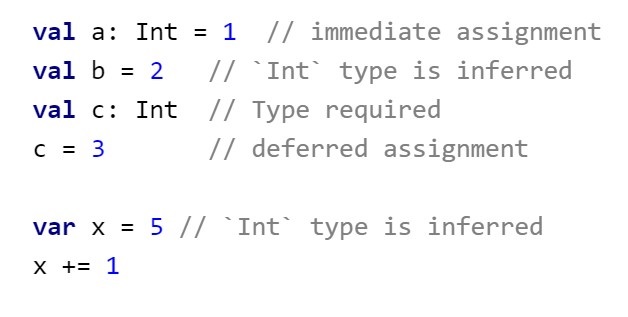 val a: Int = 1  // immediate assignment
val b = 2   // `Int` type is inferred
val c: Int  // Type required
c = 3       // deferred assignment
var x = 5 // `Int` type is inferred
x += 1